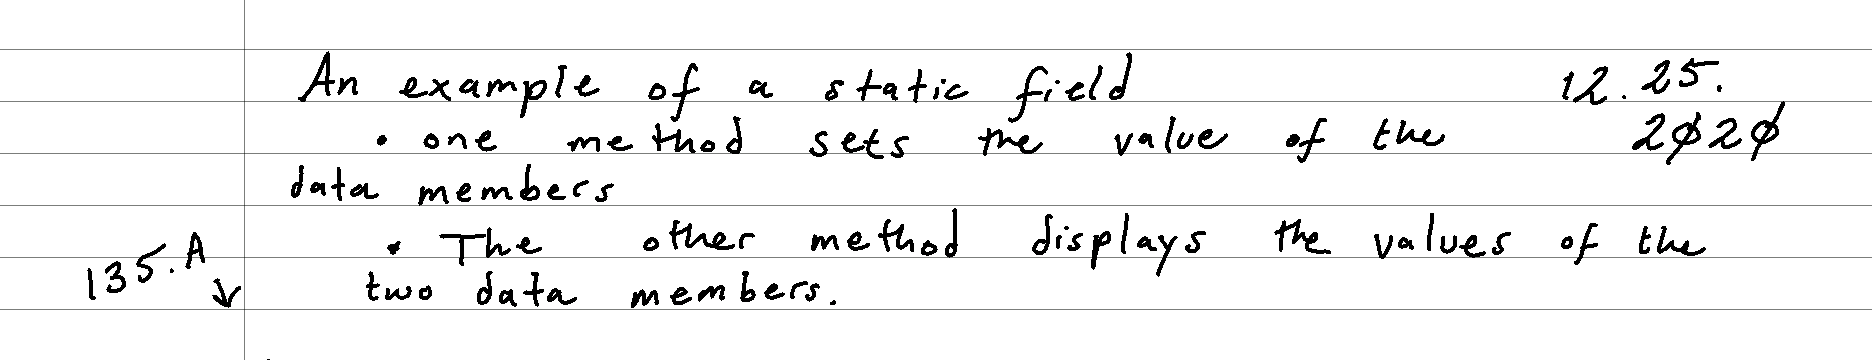 An example of a static field 12.25.
• one method sets the value of the 2020
data members
• The other method displays the values of the
135.A ↓ two data members.